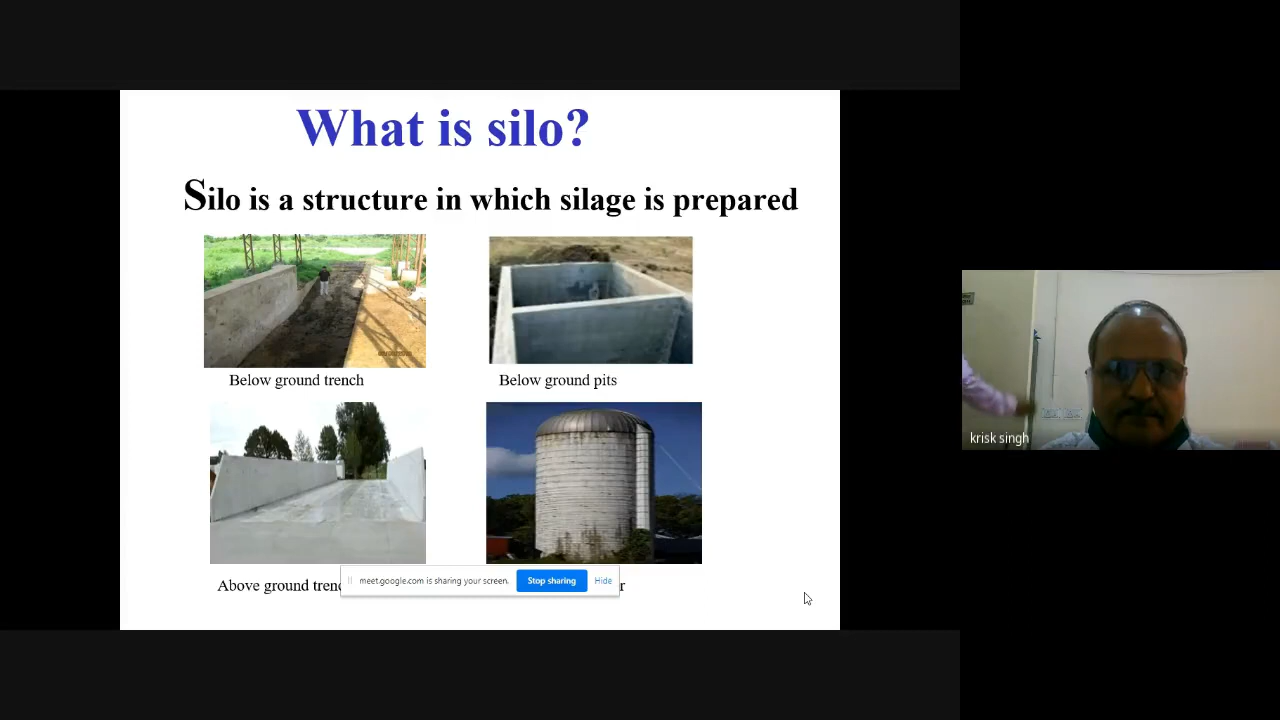 What is silo?
Silo is a structure in which silage is prepared
Below ground trench
Below ground pits
Above ground
meet.google.com is sharing your screen.
Stop sharing
Hide
krisk singh